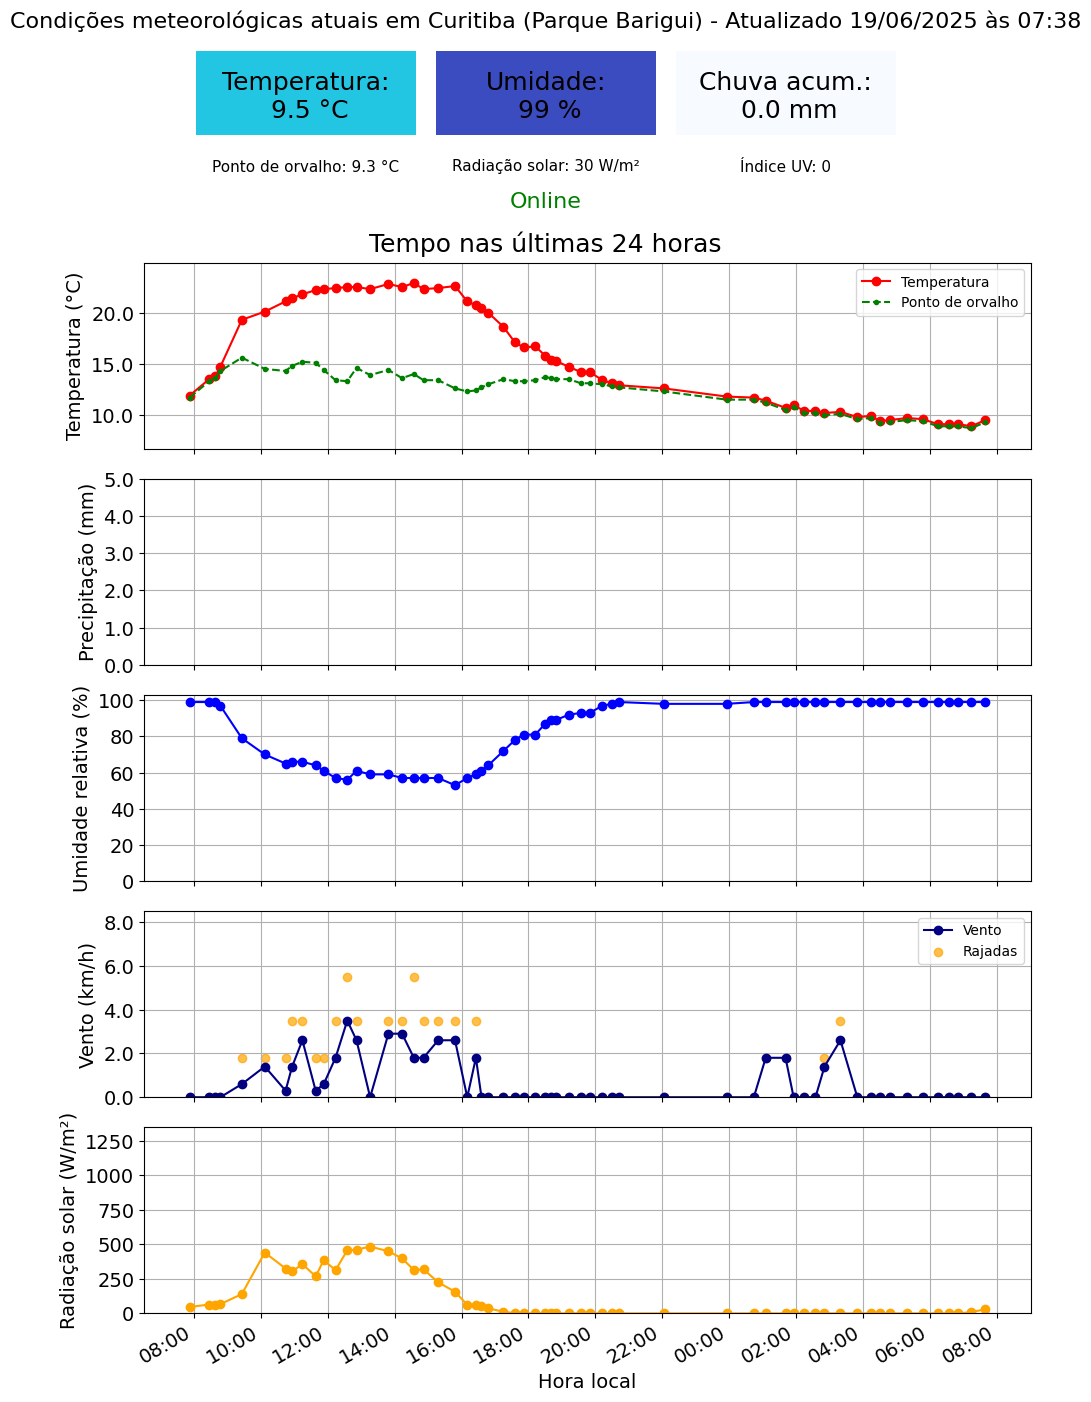 Condições meteorológicas atuais em Curitiba (Parque Barigui) - Atualizado 19/06/2025 às 07:38
Temperatura:
9.5 °C
Umidade:
99 %
Chuva acum.:
0.0 mm
Ponto de orvalho: 9.3 °C
Radiação solar: 30 W/m²
Índice UV: 0
Online
Tempo nas últimas 24 horas
Temperatura (°C)
20.0
15.0
10.0
Temperatura
Ponto de orvalho
Precipitação (mm)
5.0
4.0
3.0
2.0
1.0
0.0
Umidade relativa (%)
100
80
60
40
20
0
Vento (km/h)
8.0
6.0
4.0
2.0
0.0
Vento
Rajadas
Radiação solar (W/m²)
1250
1000
750
500
250
0
08:00
10:00
12:00
14:00
16:00
18:00
20:00
22:00
00:00
02:00
04:00
06:00
08:00
Hora local